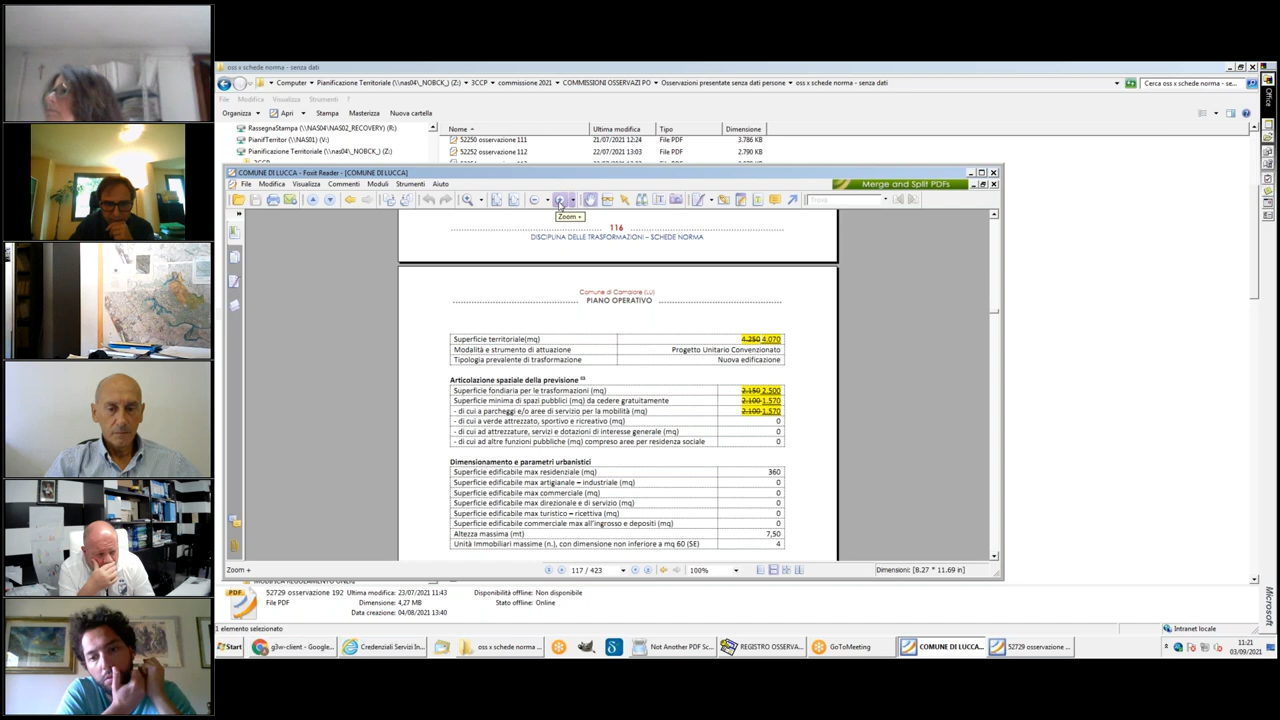 oss x schede norma - senza dati
Computer ▸ Pianificazione Territoriale (\\nas04\_NOBCK_) (Z:) ▸ 3CCP ▸ commissione 2021 ▸ COMMISSIONI OSSERVAZI PO ▸ Osservazioni presentate senza dati persone ▸ oss x schede norma - senza dati
Cerca oss x schede norma - se...
File Modifica Visualizza Strumenti ?
Organizza Apri Stampa Masterizza Nuova cartella
RassegnaStampa (\\NAS04\NAS02_RECOVERY) (R:)
PianifTerritor (\\NAS01) (V:)
Pianificazione Territoriale (\\nas04\_NOBCK_) (Z:)
3CCP
Nome Ultima modifica Tipo Dimensione
52250 osservazione 111 21/07/2021 12:24 File PDF 3.786 KB
52252 osservazione 112 22/07/2021 13:03 File PDF 2.790 KB
COMUNE DI LUCCA - Foxit Reader - [COMUNE DI LUCCA]
File Modifica Visualizza Commenti Moduli Strumenti Aiuto
Merge and Split PDFs
Trova
Zoom +
116
DISCIPLINA DELLE TRASFORMAZIONI – SCHEDE NORMA
Comune di Camaiore (LU)
PIANO OPERATIVO
Superficie territoriale(mq) 4.250 4.070
Modalità e strumento di attuazione Progetto Unitario Convenzionato
Tipologia prevalente di trasformazione Nuova edificazione
Articolazione spaziale della previsione
Superficie fondiaria per le trasformazioni (mq) 2.150 2.500
Superficie minima di spazi pubblici (mq) da cedere gratuitamente 2.100 1.570
- di cui a parcheggi e/o aree di servizio per la mobilità (mq) 2.100 1.570
- di cui a verde attrezzato, sportivo e ricreativo (mq) 0
- di cui ad attrezzature, servizi e dotazioni di interesse generale (mq) 0
- di cui ad altre funzioni pubbliche (mq) compreso aree per residenza sociale 0
Dimensionamento e parametri urbanistici
Superficie edificabile max residenziale (mq) 360
Superficie edificabile max artigianale – industriale (mq) 0
Superficie edificabile max commerciale (mq) 0
Superficie edificabile max direzionale e di servizio (mq) 0
Superficie edificabile max turistico – ricettiva (mq) 0
Superficie edificabile commerciale max all'ingrosso e depositi (mq) 0
Altezza massima (mt) 7,50
Unità Immobiliari massime (n.), con dimensione non inferiore a mq 60 (SE) 4
Zoom + 117 / 423 100% Dimensioni: [8.27 * 11.69 in]
52729 osservazione 192 Ultima modifica: 23/07/2021 11:43 Disponibilità offline: Non disponibile
File PDF Dimensione: 4,27 MB Stato offline: Online
Data creazione: 04/08/2021 13:40
1 elemento selezionato
Intranet locale
Start g3w-client - Google... Credenziali Servizi In... oss x schede norma ... Not Another PDF Sc... REGISTRO OSSERVA... GoToMeeting COMUNE DI LUCCA... 52729 osservazione ...
11:21
03/09/2021
Office
Microsoft